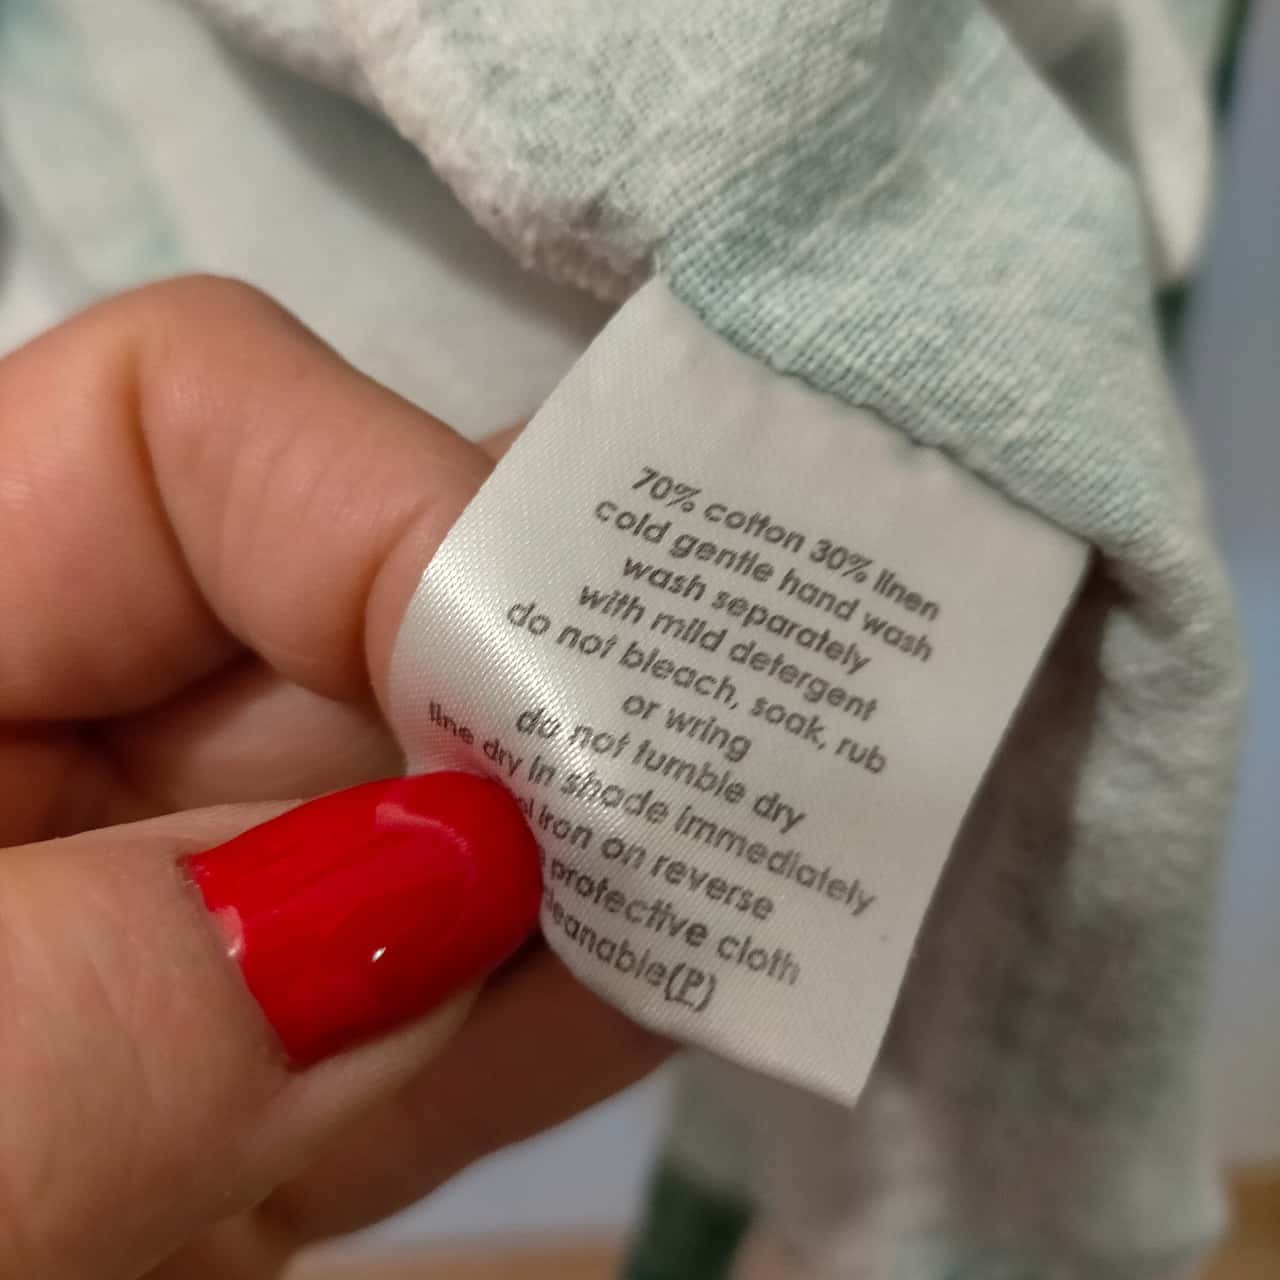 70% cotton 30% linen
cold gentle hand wash
wash separately
with mild detergent
do not bleach, soak, rub
or wring
do not tumble dry
line dry in shade immediately
iron on reverse
protective cloth
(P)